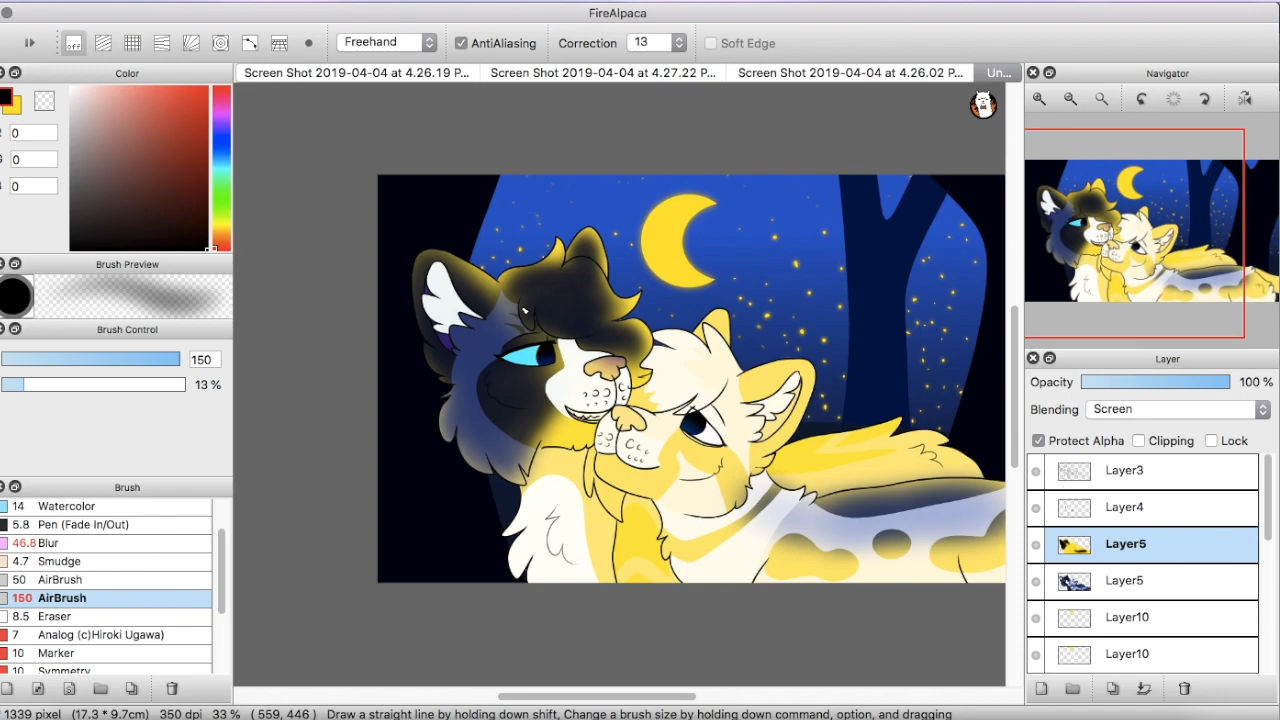 FireAlpaca
off Freehand AntiAliasing Correction 13 Soft Edge
Color Screen Shot 2019-04-04 at 4.26.19 P... Screen Shot 2019-04-04 at 4.27.22 P... Screen Shot 2019-04-04 at 4.26.02 P... Un... Navigator
0
0
0
Brush Preview
Brush Control
150
13 %
Layer
Opacity 100 %
Blending Screen
Protect Alpha Clipping Lock
Layer3
Layer4
Layer5
Layer5
Layer10
Layer10
Brush
14 Watercolor
5.8 Pen (Fade In/Out)
46.8 Blur
4.7 Smudge
50 AirBrush
150 AirBrush
8.5 Eraser
7 Analog (c)Hiroki Ugawa)
10 Marker
10 Symmetry
* 1339 pixel (17.3 * 9.7cm) 350 dpi 33 % ( 559, 446 ) Draw a straight line by holding down shift, Change a brush size by holding down command, option, and dragging